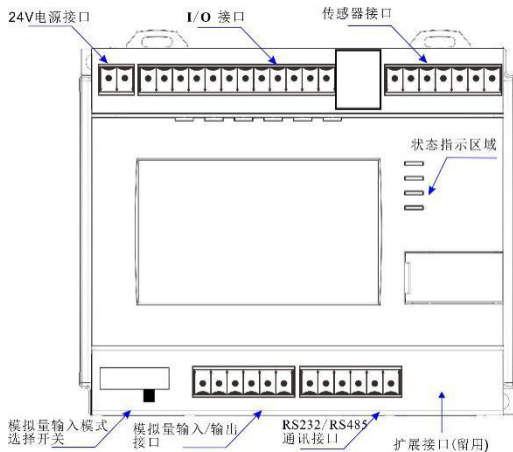 24V电源接口
I/O 接口
传感器接口
状态指示区域
模拟量输入模式
选择开关
模拟量输入/输出
接口
RS232/RS485
通讯接口
扩展接口(留用)